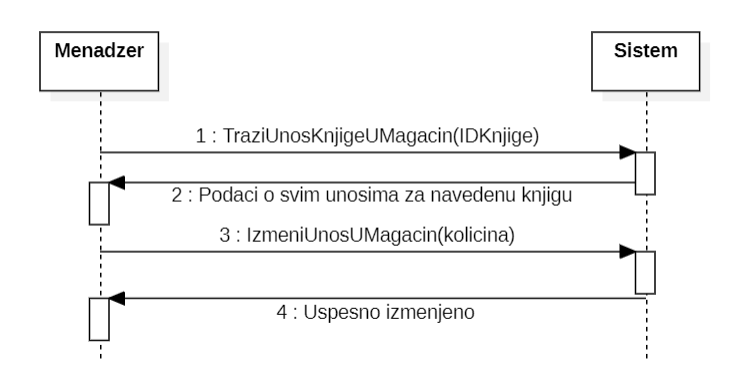 Menadzer
Sistem
1 : TraziUnosKnjigeUMagacin(IDKnjige)
2 : Podaci o svim unosima za navedenu knjigu
3 : IzmeniUnosUMagacin(kolicina)
4 : Uspesno izmenjeno